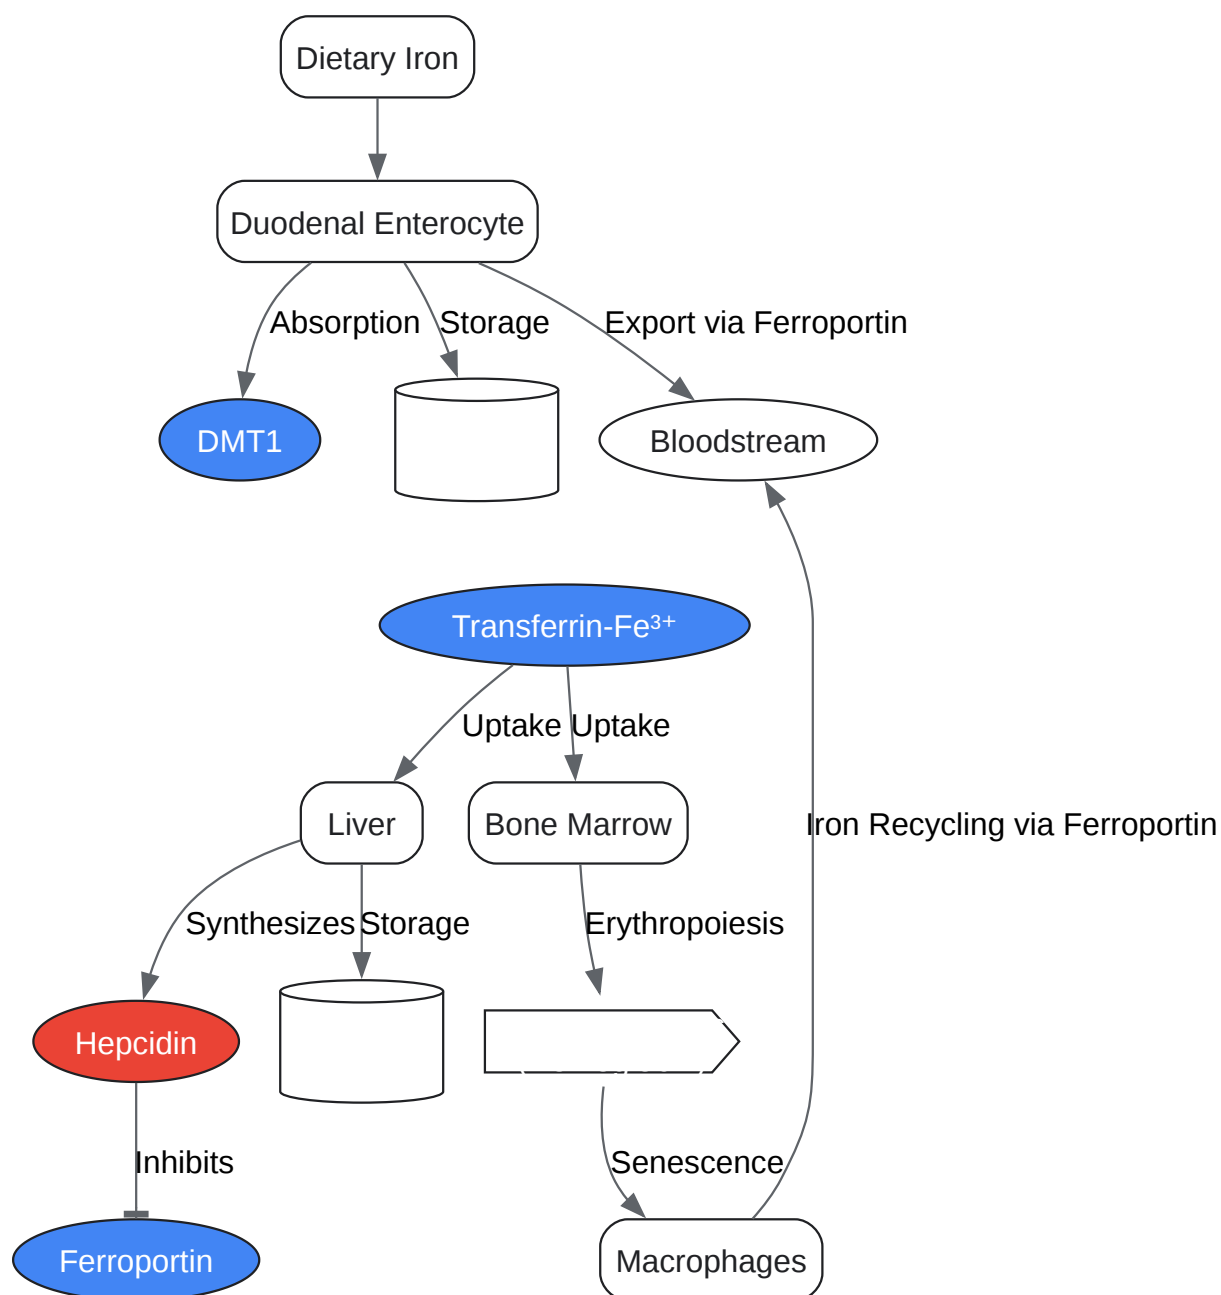 Dietary Iron
Duodenal Enterocyte
Absorption
Storage
Export via Ferroportin
DMT1
Bloodstream
Transferrin-Fe³⁺
Uptake
Uptake
Liver
Bone Marrow
Iron Recycling via Ferroportin
Synthesizes
Storage
Erythropoiesis
Hepcidin
Inhibits
Senescence
Ferroportin
Macrophages